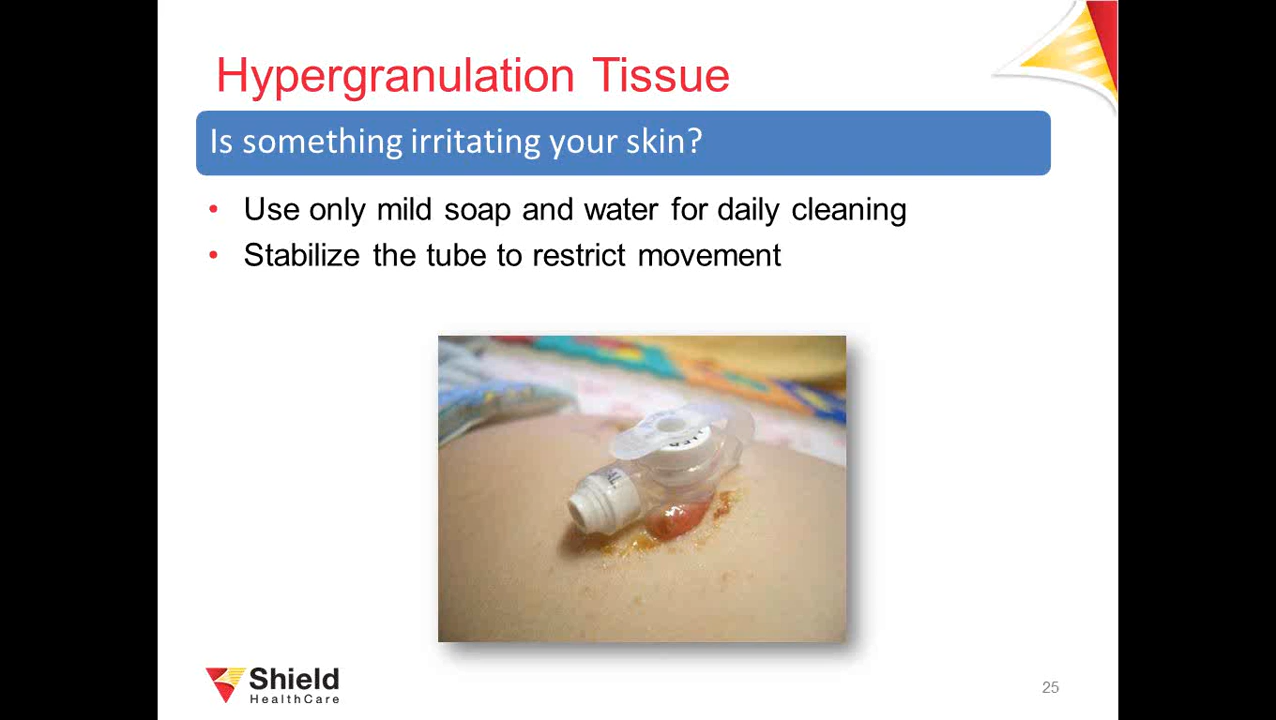 Hypergranulation Tissue
Is something irritating your skin?
• Use only mild soap and water for daily cleaning
• Stabilize the tube to restrict movement
Shield
HealthCare
25